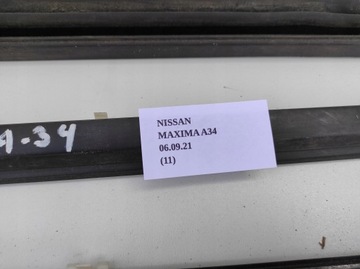 A-34
NISSAN
MAXIMA A34
06.09.21
(11)